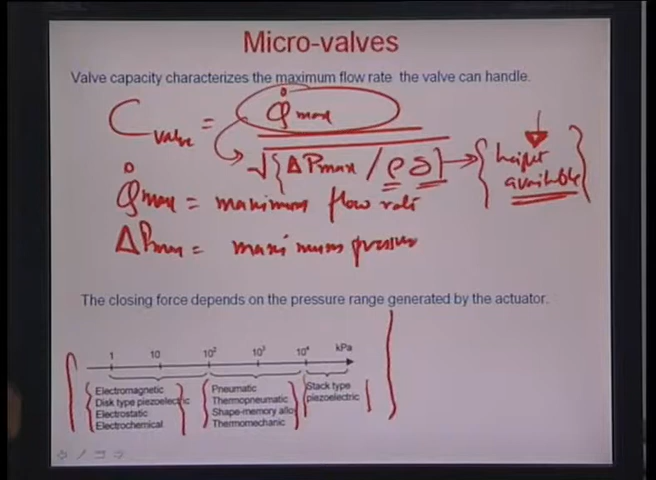 Micro-valves
Valve capacity characterizes the maximum flow rate the valve can handle.
C valve = Q̇ max
√{ΔPmax / ρ δ} → {height available}
Q̇max = maximum flow rate
ΔPmax = maximum pressure
The closing force depends on the pressure range generated by the actuator.
1 10 10² 10³ 10⁴ kPa
Electromagnetic
Disk type piezoelectric
Electrostatic
Electrochemical
Pneumatic
Thermopneumatic
Shape-memory allo
Thermomechanic
Stack type
piezoelectric